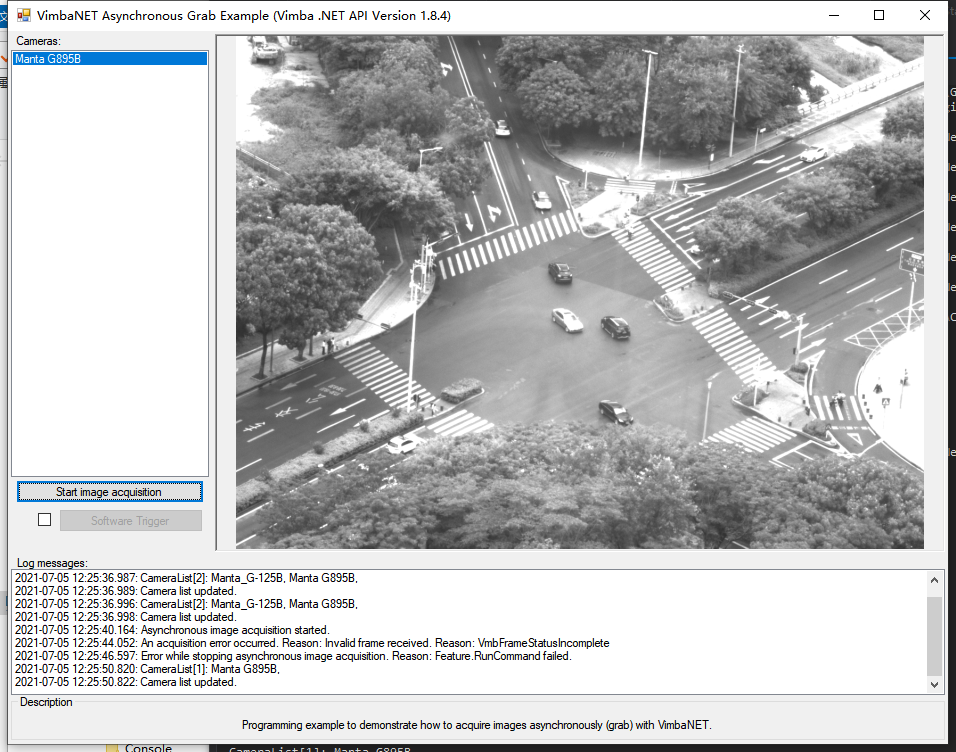 VimbaNET Asynchronous Grab Example (Vimba .NET API Version 1.8.4)
Cameras:
Manta G895B
Start image acquisition
Software Trigger
Log messages:
2021-07-05 12:25:36.987: CameraList[2]: Manta_G-125B, Manta G895B,
2021-07-05 12:25:36.989: Camera list updated.
2021-07-05 12:25:36.996: CameraList[2]: Manta_G-125B, Manta G895B,
2021-07-05 12:25:36.998: Camera list updated.
2021-07-05 12:25:40.164: Asynchronous image acquisition started.
2021-07-05 12:25:44.052: An acquisition error occurred. Reason: Invalid frame received. Reason: VmbFrameStatusIncomplete
2021-07-05 12:25:46.597: Error while stopping asynchronous image acquisition. Reason: Feature.RunCommand failed.
2021-07-05 12:25:50.820: CameraList[1]: Manta G895B,
2021-07-05 12:25:50.822: Camera list updated.
Description
Programming example to demonstrate how to acquire images asynchronously (grab) with VimbaNET.
Console
CameraList[1]: Manta G895B